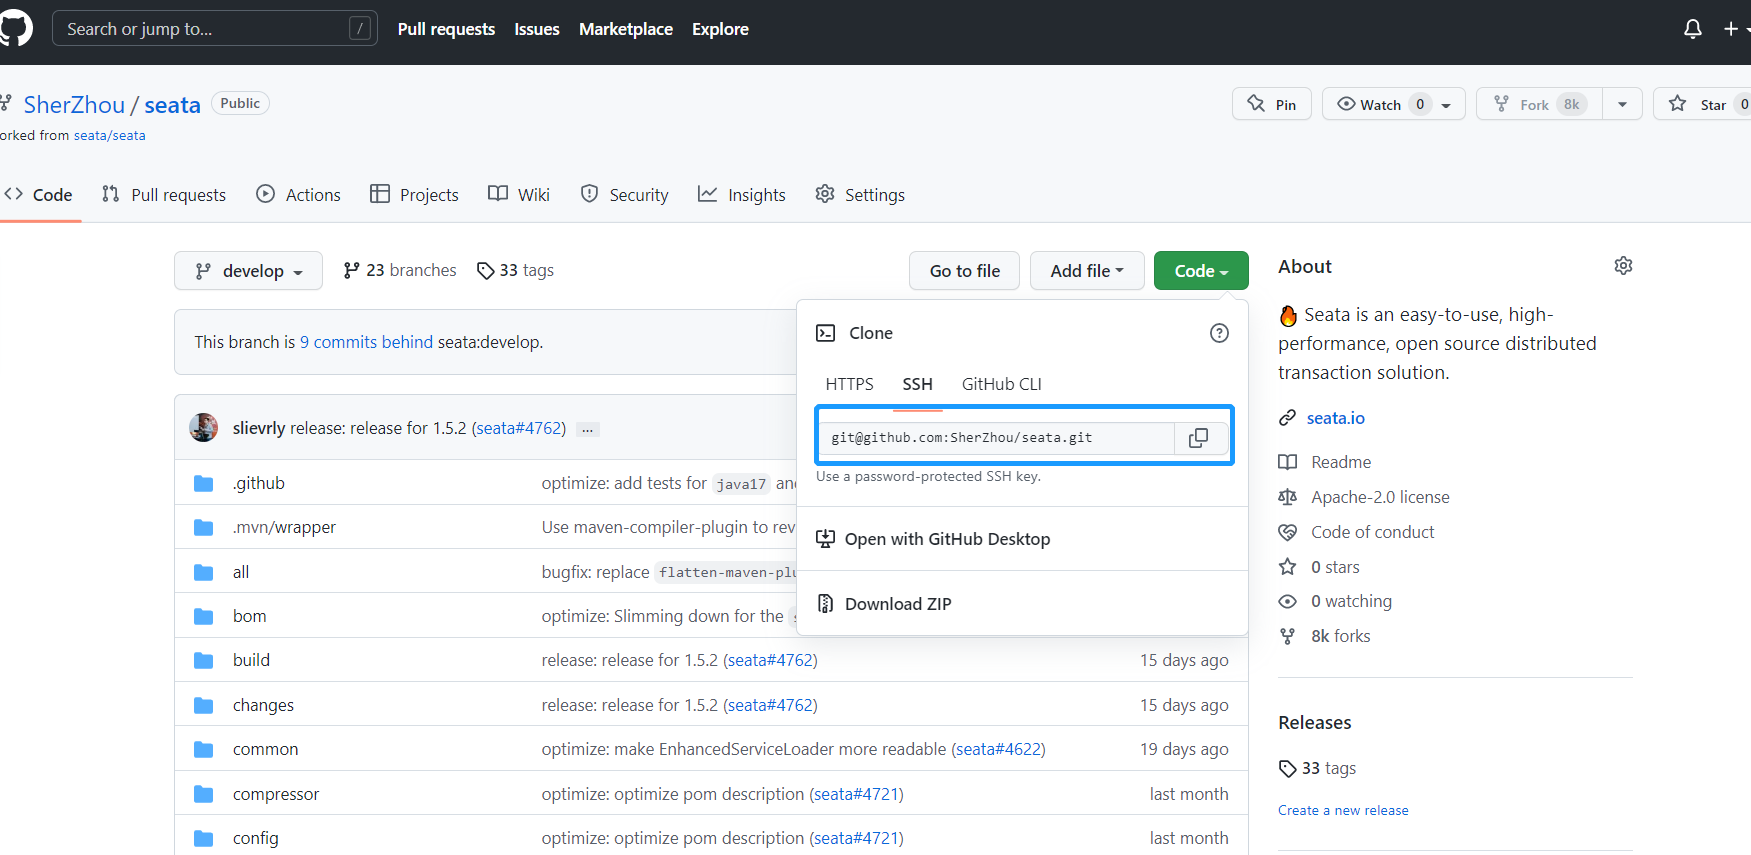 Search or jump to... /
Pull requests Issues Marketplace Explore
SherZhou / seata Public
Pin Watch 0 Fork 8k Star 0
orked from seata/seata
Code Pull requests Actions Projects Wiki Security Insights Settings
develop 23 branches 33 tags
Go to file Add file Code
This branch is 9 commits behind seata:develop.
slievrly release: release for 1.5.2 (seata#4762) ...
.github optimize: add tests for java17 an
.mvn/wrapper Use maven-compiler-plugin to rev
all bugfix: replace flatten-maven-plu
bom optimize: Slimming down for the s
build release: release for 1.5.2 (seata#4762) 15 days ago
changes release: release for 1.5.2 (seata#4762) 15 days ago
common optimize: make EnhancedServiceLoader more readable (seata#4622) 19 days ago
compressor optimize: optimize pom description (seata#4721) last month
config optimize: optimize pom description (seata#4721) last month
Clone
HTTPS SSH GitHub CLI
git@github.com:SherZhou/seata.git
Use a password-protected SSH key.
Open with GitHub Desktop
Download ZIP
About
🔥 Seata is an easy-to-use, high-
performance, open source distributed
transaction solution.
seata.io
Readme
Apache-2.0 license
Code of conduct
0 stars
0 watching
8k forks
Releases
33 tags
Create a new release